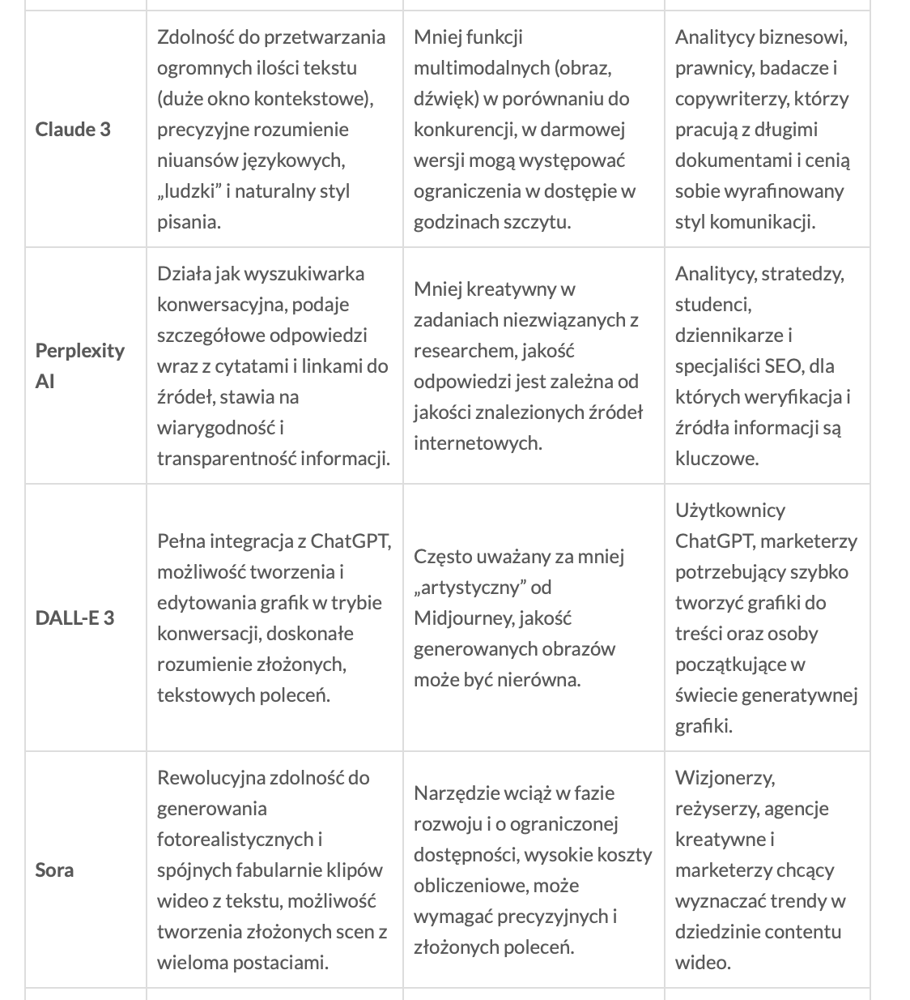 Claude 3
Zdolność do przetwarzania
ogromnych ilości tekstu
(duże okno kontekstowe),
precyzyjne rozumienie
niuansów językowych,
„ludzki” i naturalny styl
pisania.
Mniej funkcji
multimodalnych (obraz,
dźwięk) w porównaniu do
konkurencji, w darmowej
wersji mogą występować
ograniczenia w dostępie w
godzinach szczytu.
Analitycy biznesowi,
prawnicy, badacze i
copywriterzy, którzy
pracują z długimi
dokumentami i cenią
sobie wyrafinowany
styl komunikacji.
Perplexity
AI
Działa jak wyszukiwarka
konwersacyjna, podaje
szczegółowe odpowiedzi
wraz z cytatami i linkami do
źródeł, stawia na
wiarygodność i
transparentność informacji.
Mniej kreatywny w
zadaniach niezwiązanych z
researchem, jakość
odpowiedzi jest zależna od
jakości znalezionych źródeł
internetowych.
Analitycy, stratedzy,
studenci,
dziennikarze i
specjaliści SEO, dla
których weryfikacja i
źródła informacji są
kluczowe.
DALL-E 3
Pełna integracja z ChatGPT,
możliwość tworzenia i
edytowania grafik w trybie
konwersacji, doskonałe
rozumienie złożonych,
tekstowych poleceń.
Często uważany za mniej
„artystyczny” od
Midjourney, jakość
generowanych obrazów
może być nierówna.
Użytkownicy
ChatGPT, marketerzy
potrzebujący szybko
tworzyć grafiki do
treści oraz osoby
początkujące w
świecie generatywnej
grafiki.
Sora
Rewolucyjna zdolność do
generowania
fotorealistycznych i
spójnych fabularnie klipów
wideo z tekstu, możliwość
tworzenia złożonych scen z
wieloma postaciami.
Narzędzie wciąż w fazie
rozwoju i o ograniczonej
dostępności, wysokie koszty
obliczeniowe, może
wymagać precyzyjnych i
złożonych poleceń.
Wizjonerzy,
reżyserzy, agencje
kreatywne i
marketerzy chcący
wyznaczać trendy w
dziedzinie contentu
wideo.